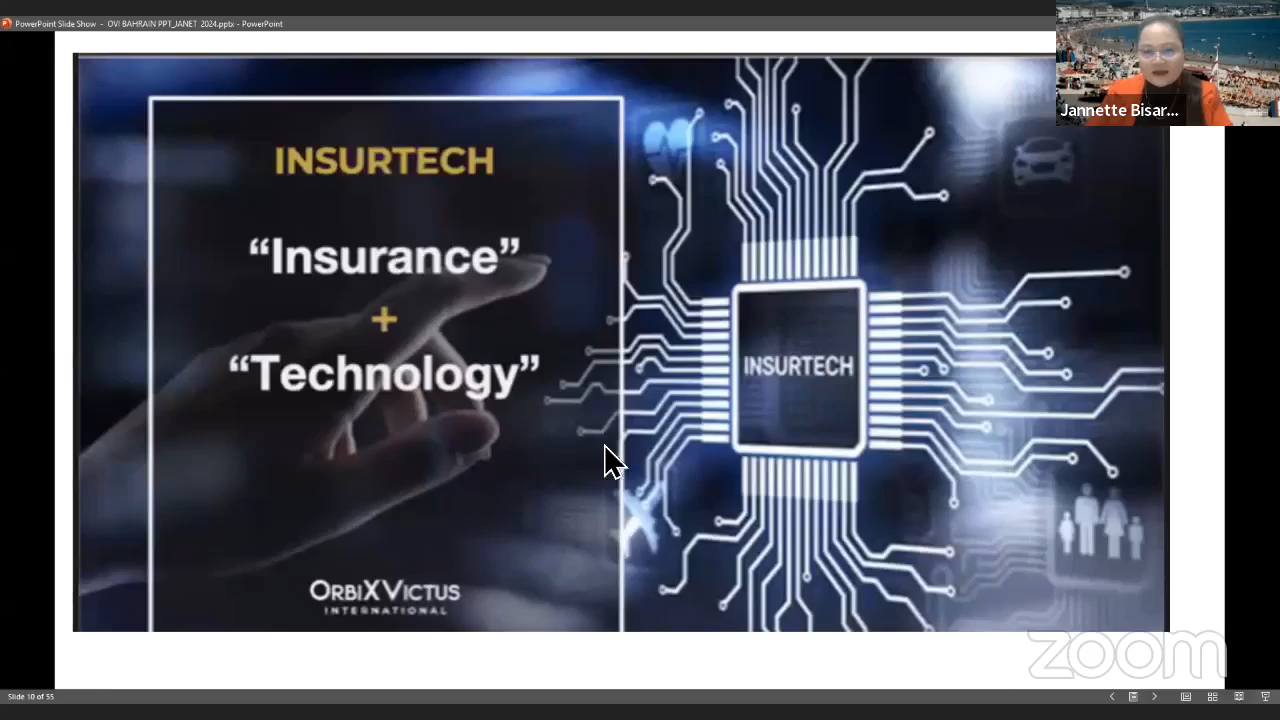 PowerPoint Slide Show - OVI BAHRAIN PPT_JANET 2024.pptx - PowerPoint
Jannette Bisar...
INSURTECH
“Insurance”
+
“Technology”
INSURTECH
ORBIXVICTUS
INTERNATIONAL
zoom
Slide 10 of 55